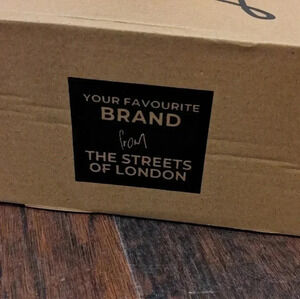 YOUR FAVOURITE
BRAND
from
THE STREETS
OF LONDON